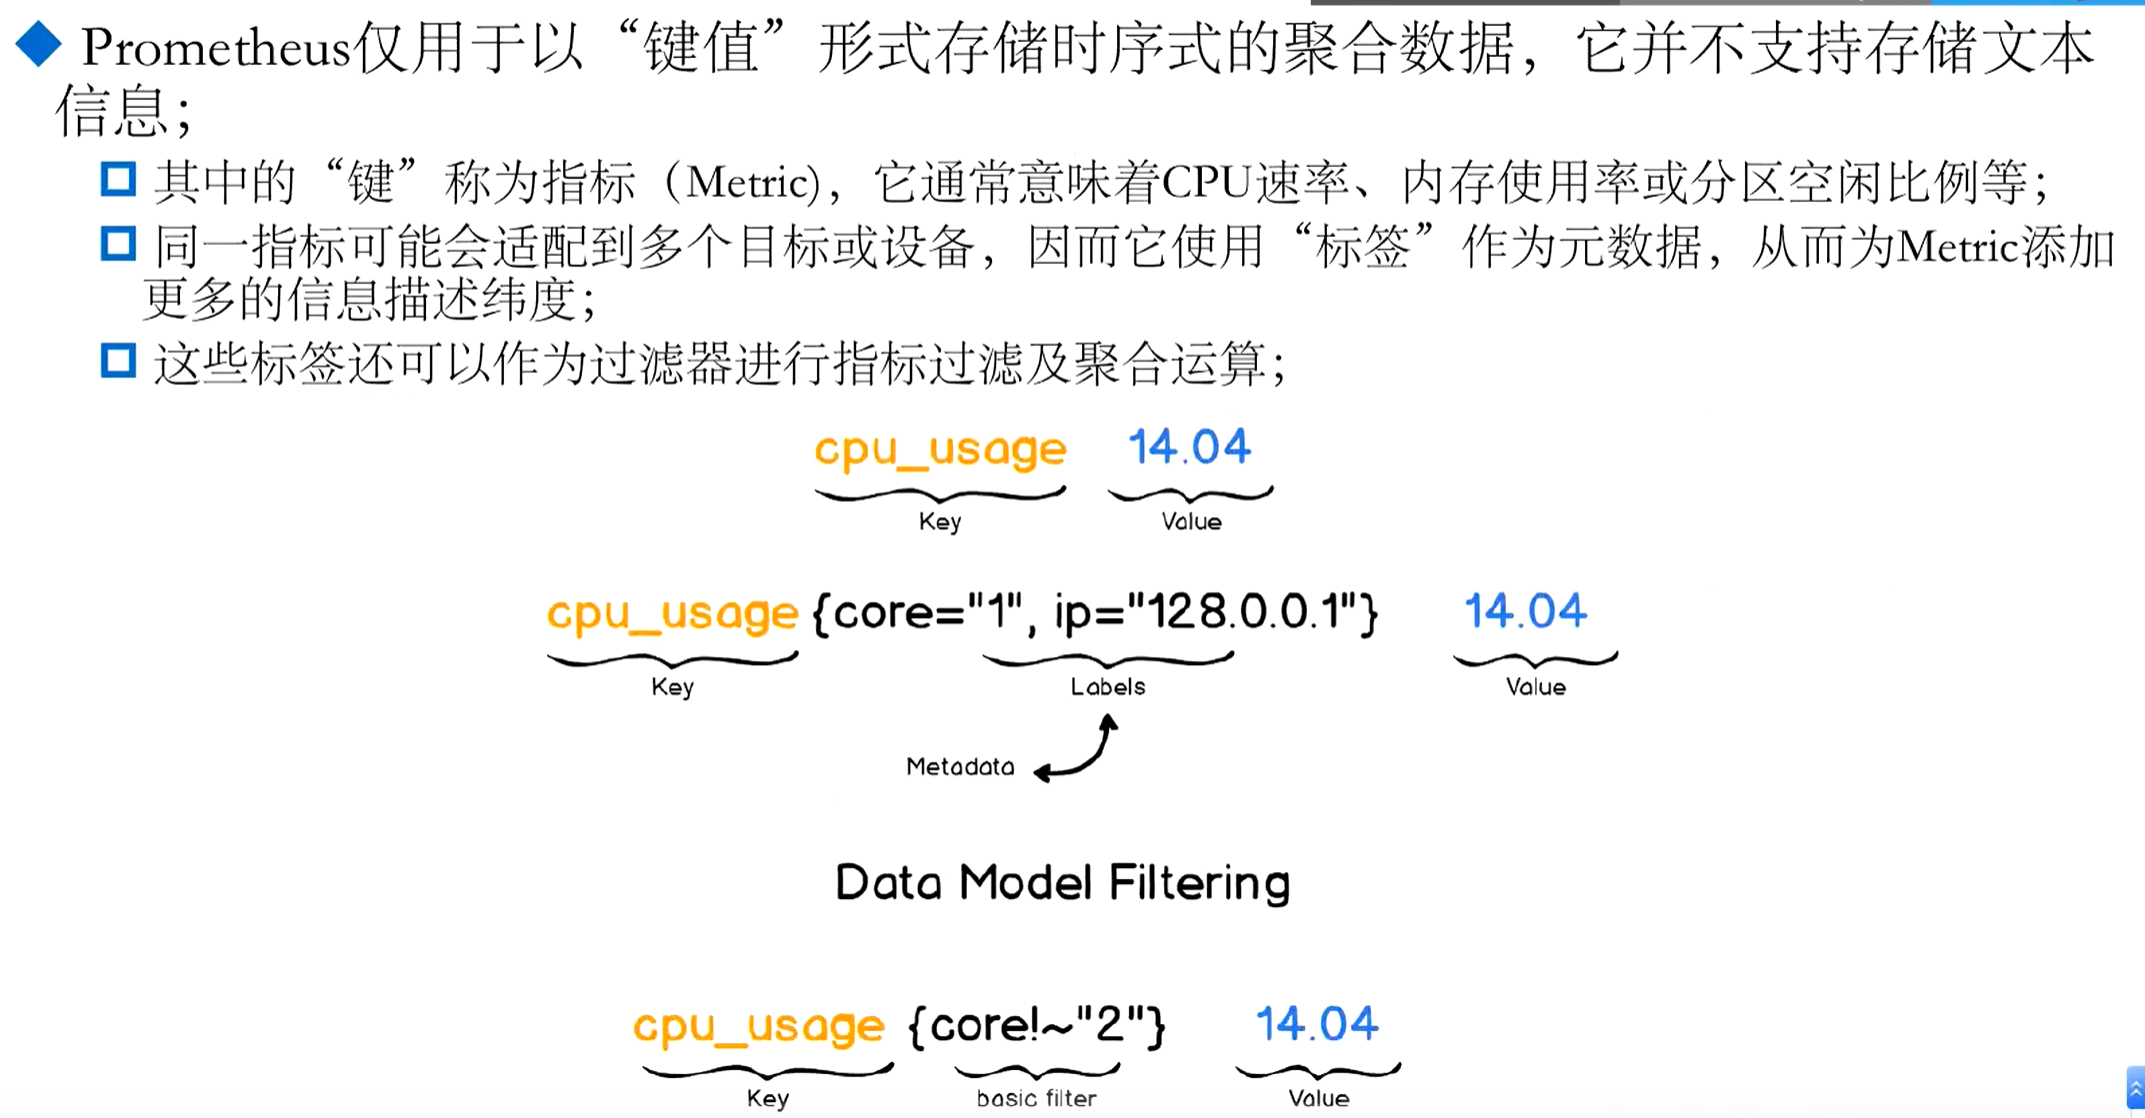 Prometheus仅用于以“键值”形式存储时序式的聚合数据，它并不支持存储文本
信息；
其中的“键”称为指标（Metric)，它通常意味着CPU速率、内存使用率或分区空闲比例等；
同一指标可能会适配到多个目标或设备，因而它使用“标签”作为元数据，从而为Metric添加
更多的信息描述纬度；
这些标签还可以作为过滤器进行指标过滤及聚合运算；
cpu_usage 14.04
Key Value
cpu_usage {core="1", ip="128.0.0.1"} 14.04
Key Labels Value
Metadata
Data Model Filtering
cpu_usage {core!~"2"} 14.04
Key basic filter Value